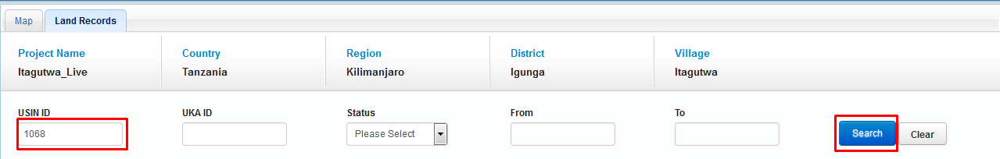 Map Land Records
Project Name Country Region District Village
Itagutwa_Live Tanzania Kilimanjaro Igunga Itagutwa
USIN ID UKA ID Status From To
1068 Please Select Search Clear